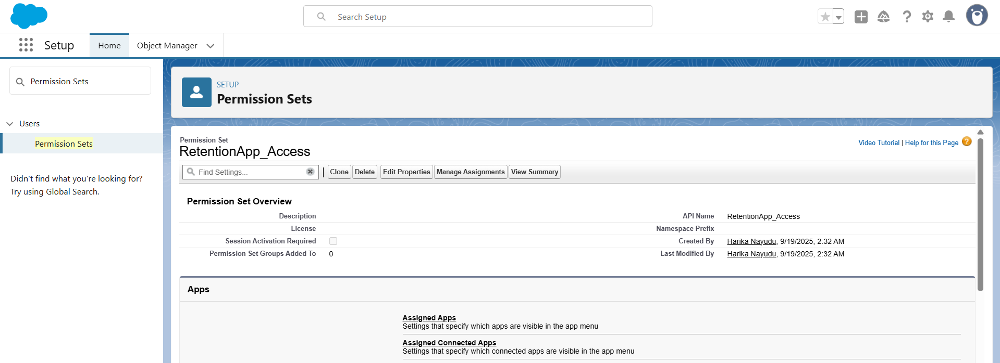 Search Setup
Setup
Home
Object Manager
Permission Sets
Users
Permission Sets
Didn't find what you're looking for?
Try using Global Search.
SETUP
Permission Sets
Permission Set
RetentionApp_Access
Video Tutorial | Help for this Page
Find Settings...
Clone
Delete
Edit Properties
Manage Assignments
View Summary
Permission Set Overview
Description
API Name RetentionApp_Access
License
Namespace Prefix
Session Activation Required
Created By Harika Nayudu, 9/19/2025, 2:32 AM
Permission Set Groups Added To 0
Last Modified By Harika Nayudu, 9/19/2025, 2:32 AM
Apps
Assigned Apps
Settings that specify which apps are visible in the app menu
Assigned Connected Apps
Settings that specify which connected apps are visible in the app menu